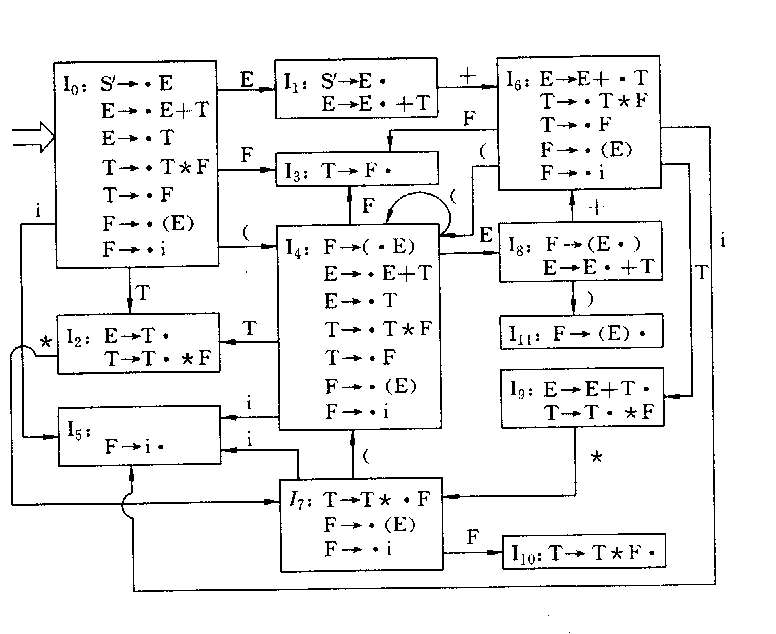 I₀: S′→·E
E→·E+T
E→·T
T→·T*F
T→·F
F→·(E)
F→·i
E
I₁: S′→E·
E→E·+T
+
I₆: E→E+·T
T→·T*F
T→·F
F→·(E)
F→·i
F
F
I₃: T→F·
(
(
F
i
(
I₄: F→(·E)
E→·E+T
E→·T
T→·T*F
T→·F
F→·(E)
F→·i
E
+
I₈: F→(E·)
E→E·+T
i
T
T
)
I₁₁: F→(E)·
*
I₂: E→T·
T→T·*F
T
I₉: E→E+T·
T→T·*F
i
I₅:
F→i·
i
(
*
I₇: T→T*·F
F→·(E)
F→·i
F
I₁₀: T→T*F·